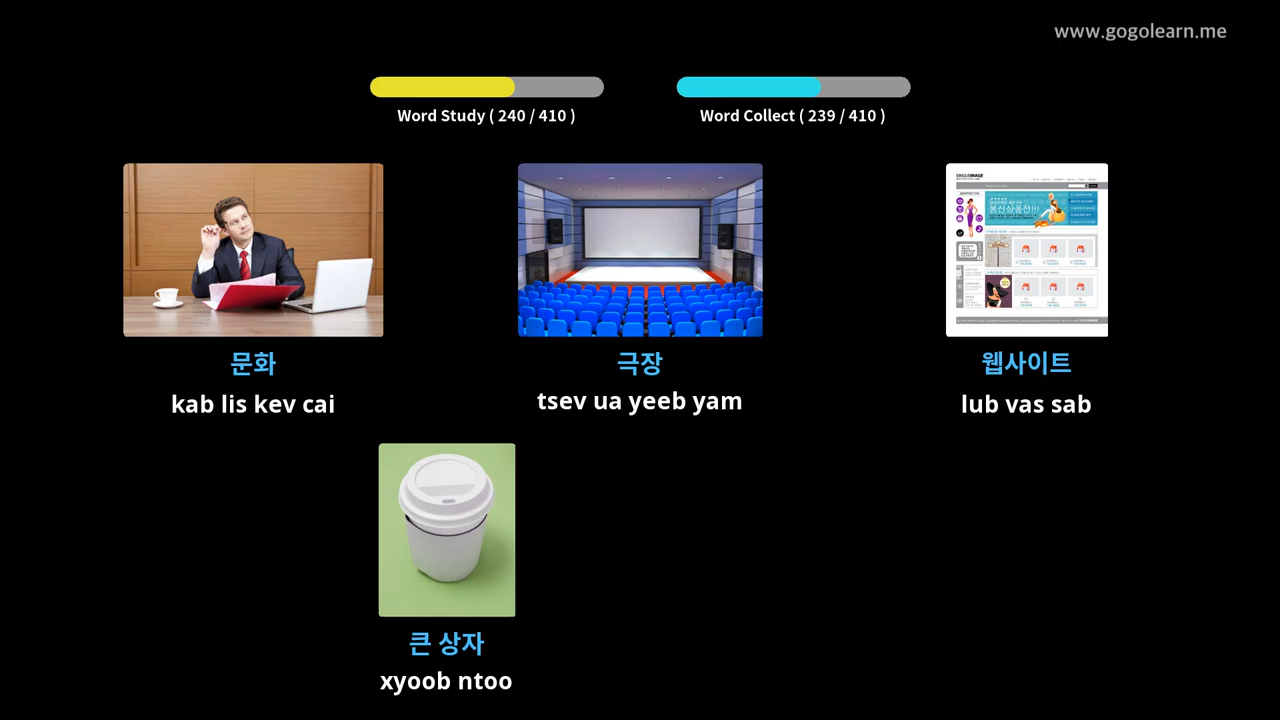 www.gogolearn.me
Word Study ( 240 / 410 )
Word Collect ( 239 / 410 )
문화
극장
웹사이트
kab lis kev cai
tsev ua yeeb yam
lub vas sab
큰 상자
xyoob ntoo